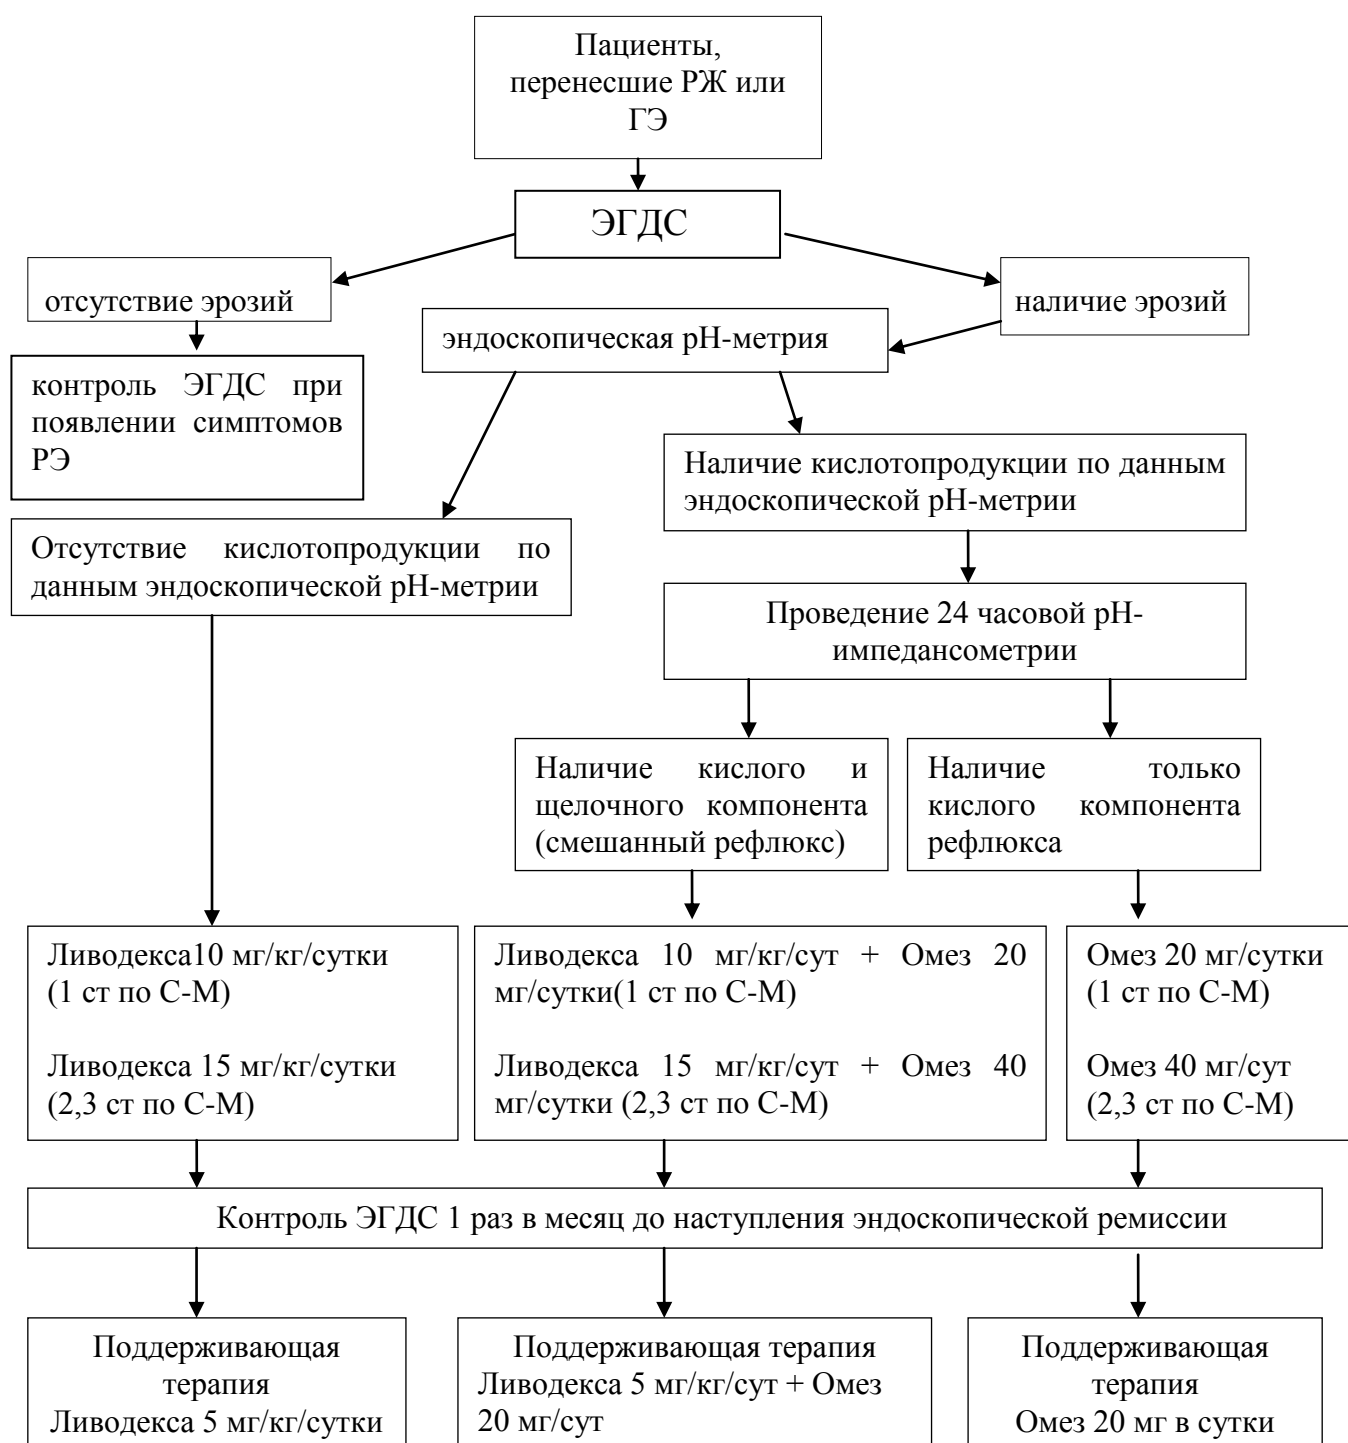 Пациенты,
перенесшие РЖ или
ГЭ
ЭГДС
отсутствие эрозий
наличие эрозий
эндоскопическая рН-метрия
контроль ЭГДС при
появлении симптомов
РЭ
Наличие кислотопродукции по данным
эндоскопической рН-метрии
Отсутствие кислотопродукции по
данным эндоскопической рН-метрии
Проведение 24 часовой рН-
импедансометрии
Наличие кислого и
щелочного компонента
(смешанный рефлюкс)
Наличие только
кислого компонента
рефлюкса
Ливодекса10 мг/кг/сутки
(1 ст по С-М)
Ливодекса 15 мг/кг/сутки
(2,3 ст по С-М)
Ливодекса 10 мг/кг/сут + Омез 20
мг/сутки(1 ст по С-М)
Ливодекса 15 мг/кг/сут + Омез 40
мг/сутки (2,3 ст по С-М)
Омез 20 мг/сутки
(1 ст по С-М)
Омез 40 мг/сут
(2,3 ст по С-М)
Контроль ЭГДС 1 раз в месяц до наступления эндоскопической ремиссии
Поддерживающая
терапия
Ливодекса 5 мг/кг/сутки
Поддерживающая терапия
Ливодекса 5 мг/кг/сут + Омез
20 мг/сут
Поддерживающая
терапия
Омез 20 мг в сутки